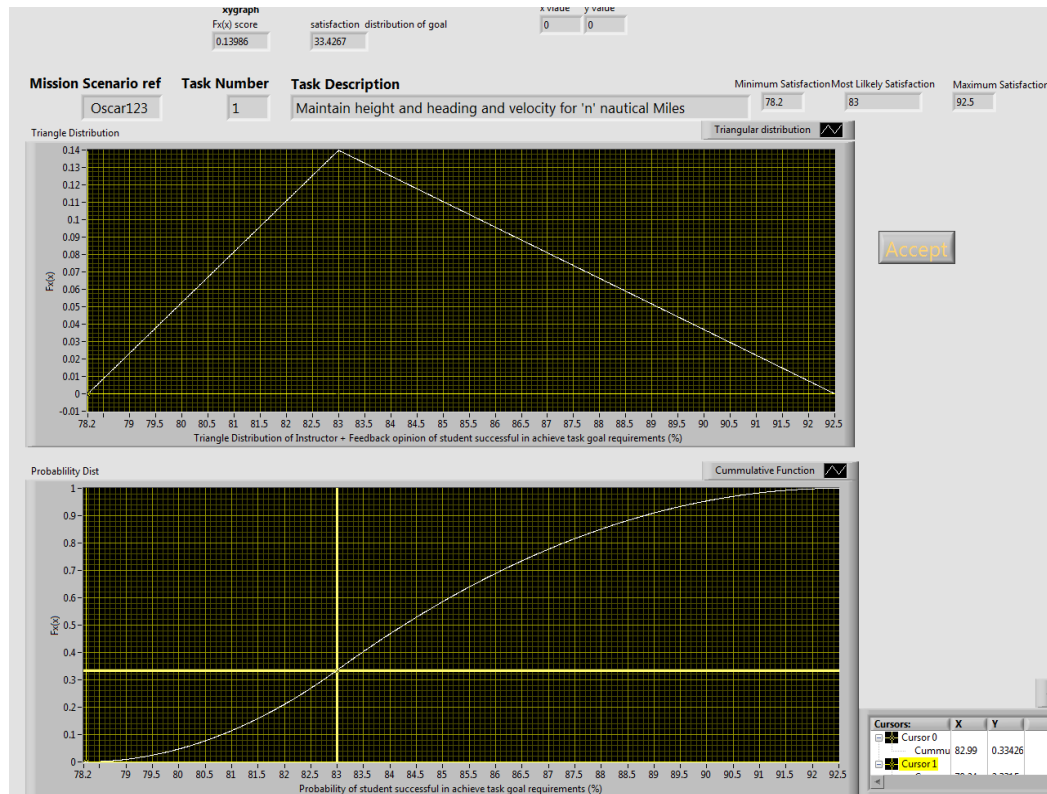 xygraph
Fx(x) score
satisfaction distribution of goal
0.13986
33.4267
0
0
Mission Scenario ref
Task Number
Task Description
Minimum Satisfaction
Most Lilkely Satisfaction
Maximum Satisfaction
Oscar123
1
Maintain height and heading and velocity for 'n' nautical Miles
78.2
83
92.5
Triangle Distribution
Triangular distribution
0.14
0.13
0.12
0.11
0.1
0.09
0.08
0.07
0.06
0.05
0.04
0.03
0.02
0.01
0
-0.01
Fx(x)
78.2 79 79.5 80 80.5 81 81.5 82 82.5 83 83.5 84 84.5 85 85.5 86 86.5 87 87.5 88 88.5 89 89.5 90 90.5 91 91.5 92 92.5
Triangle Distribution of Instructor + Feedback opinion of student successful in achieve task goal requirements (%)
Accept
Probablility Dist
Cummulative Function
1
0.9
0.8
0.7
0.6
0.5
0.4
0.3
0.2
0.1
0
Fx(x)
78.2 79 79.5 80 80.5 81 81.5 82 82.5 83 83.5 84 84.5 85 85.5 86 86.5 87 87.5 88 88.5 89 89.5 90 90.5 91 91.5 92 92.5
Probability of student successful in achieve task goal requirements (%)
Cursors: X Y
Cursor 0
Cummu 82.99 0.33426
Cursor 1